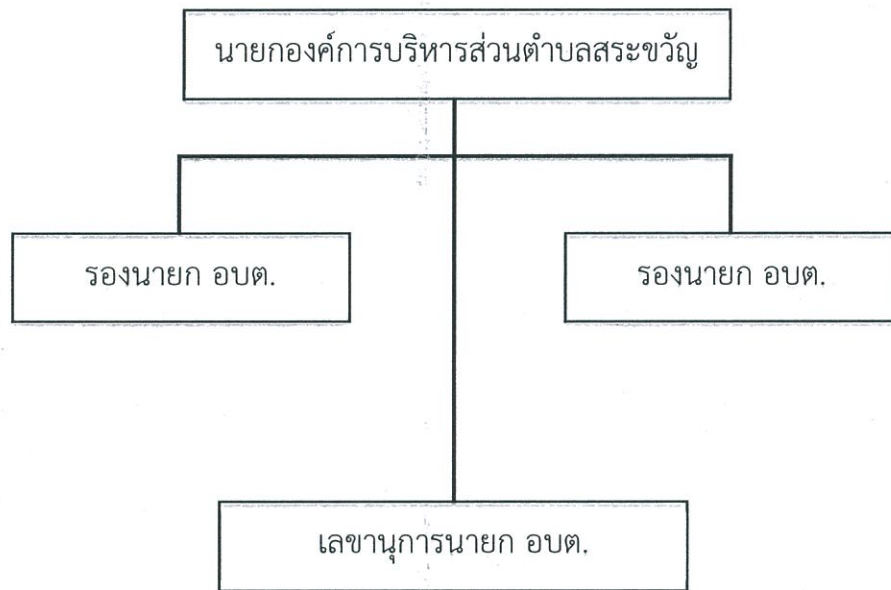 นายกองค์การบริหารส่วนตำบลสระขวัญ
รองนายก อบต.
รองนายก อบต.
เลขานุการนายก อบต.